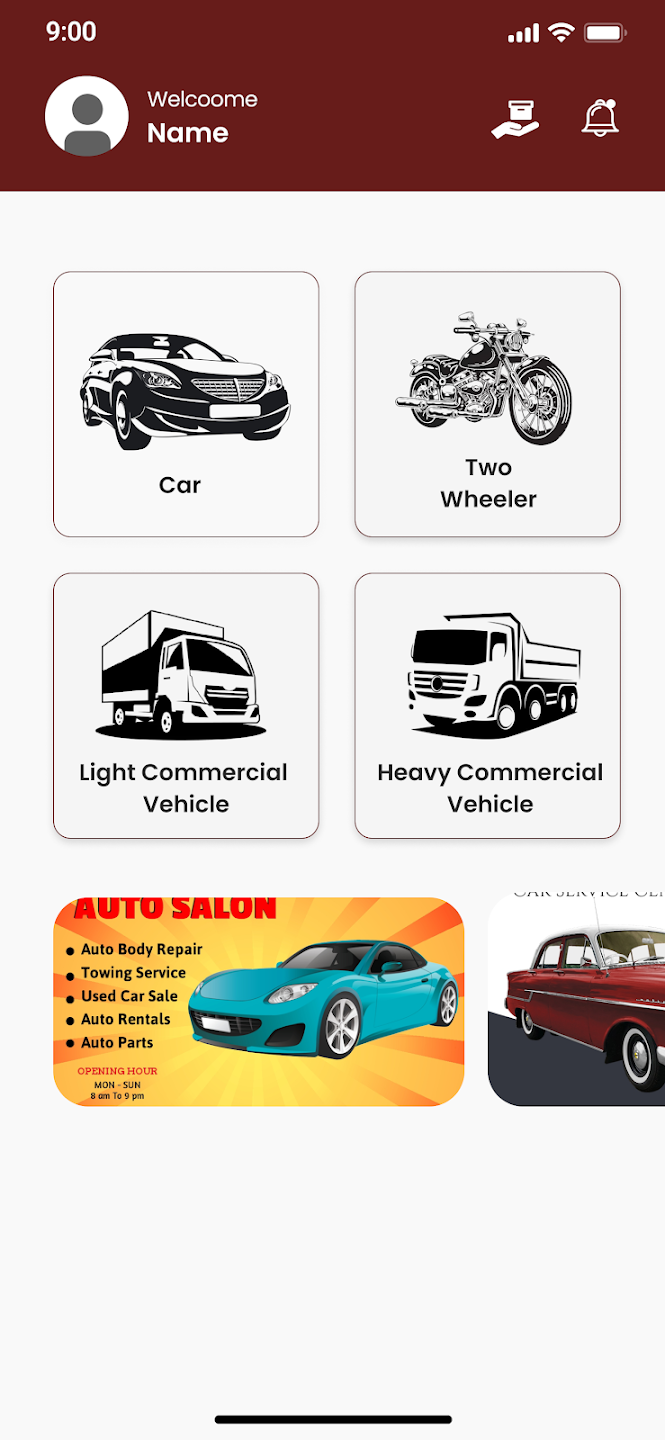 9:00
Welcoome
Name
Car
Two
Wheeler
Light Commercial
Vehicle
Heavy Commercial
Vehicle
AUTO SALON
Auto Body Repair
Towing Service
Used Car Sale
Auto Rentals
Auto Parts
OPENING HOUR
MON - SUN
8 am To 9 pm
CAR SERVICE